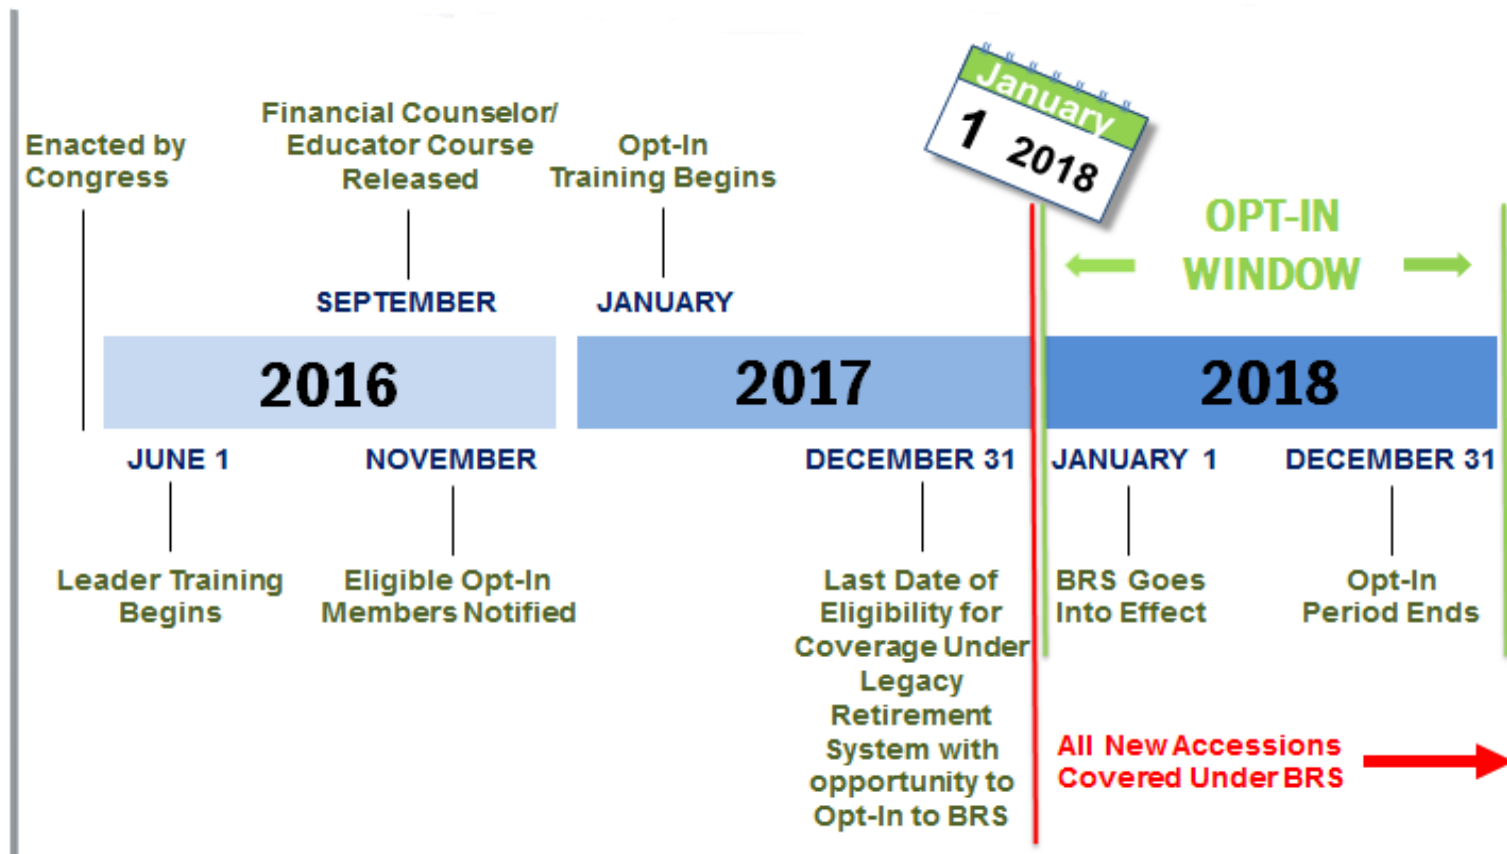 Enacted by
Congress
Financial Counselor/
Educator Course
Released
Opt-In
Training Begins
January
1 2018
OPT-IN
WINDOW
SEPTEMBER
JANUARY
2016
2017
2018
JUNE 1
NOVEMBER
DECEMBER 31
JANUARY 1
DECEMBER 31
Leader Training
Begins
Eligible Opt-In
Members Notified
Last Date of
Eligibility for
Coverage Under
Legacy
Retirement
System with
opportunity to
Opt-In to BRS
BRS Goes
Into Effect
Opt-In
Period Ends
All New Accessions
Covered Under BRS